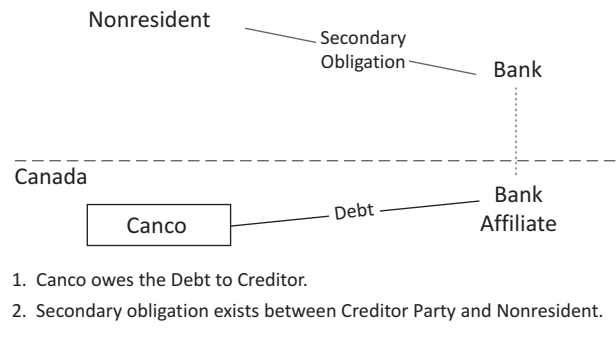 Nonresident
Secondary
Obligation
Bank
Canada
Bank
Affiliate
Debt
Canco
1. Canco owes the Debt to Creditor.
2. Secondary obligation exists between Creditor Party and Nonresident.